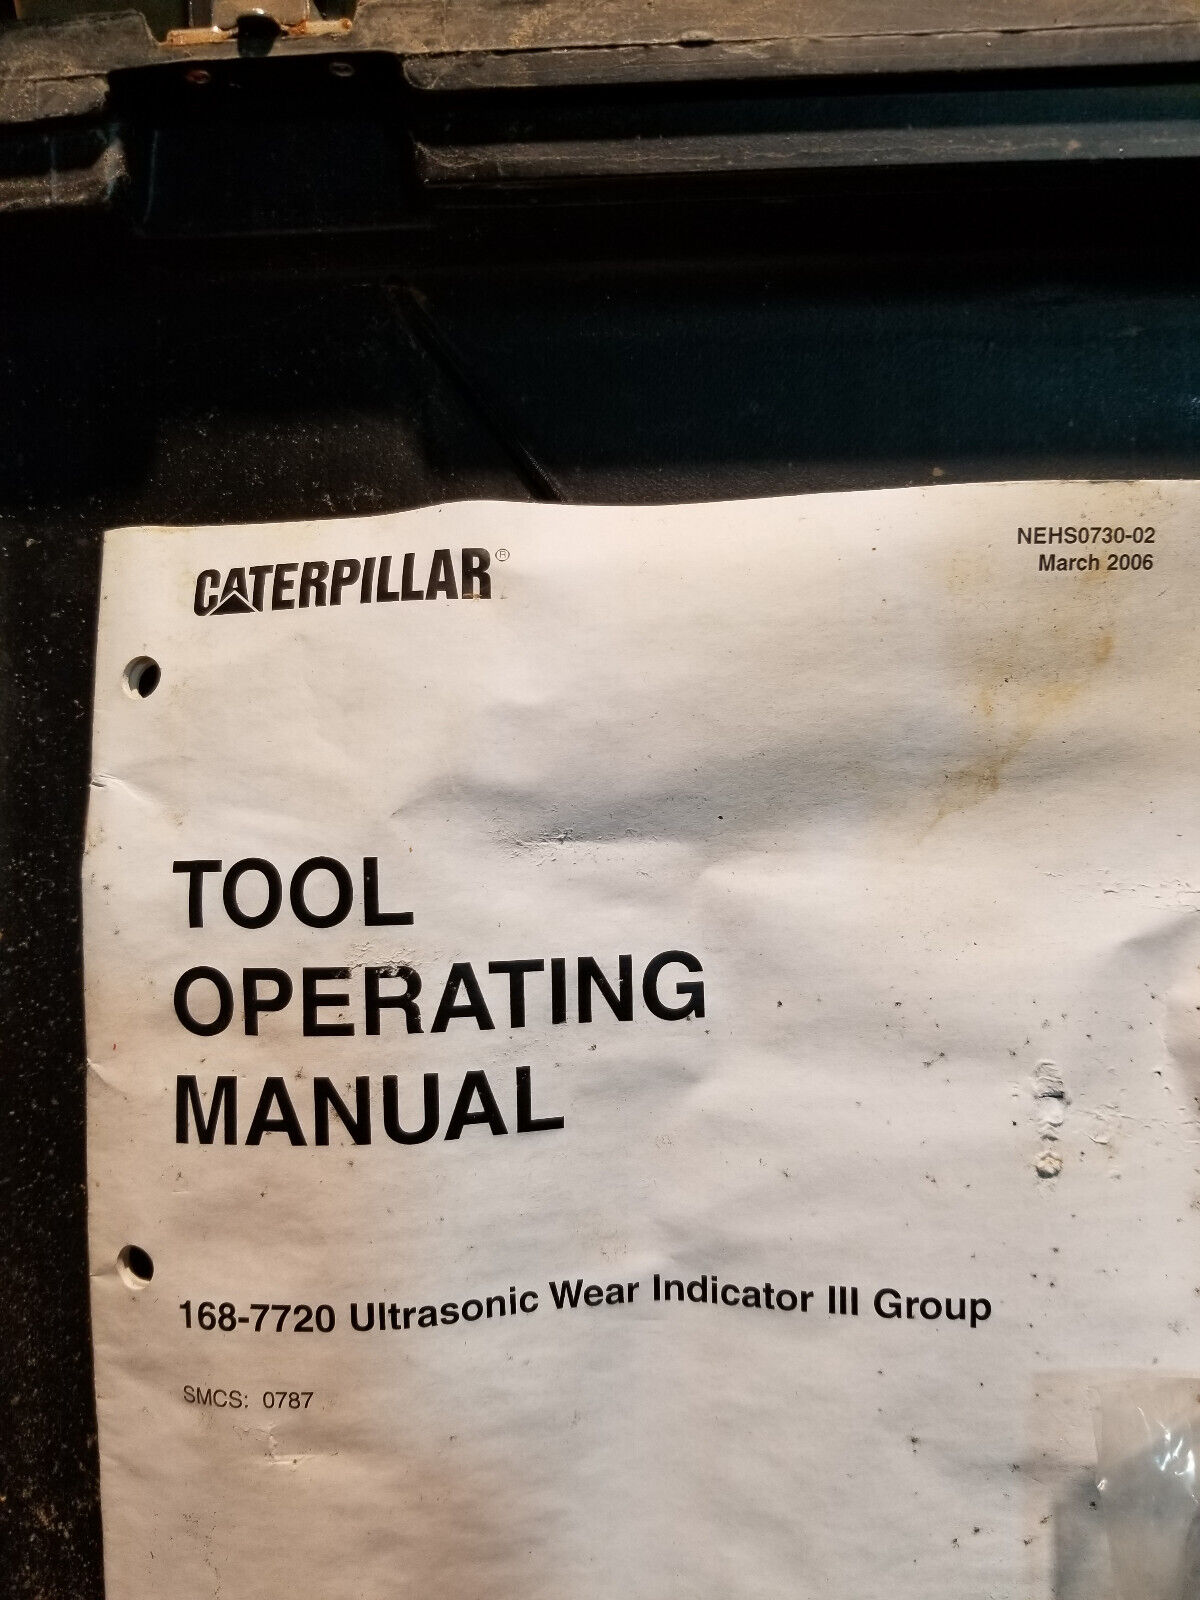 CATERPILLAR®
NEHS0730-02
March 2006
TOOL
OPERATING
MANUAL
168-7720 Ultrasonic Wear Indicator III Group
SMCS: 0787